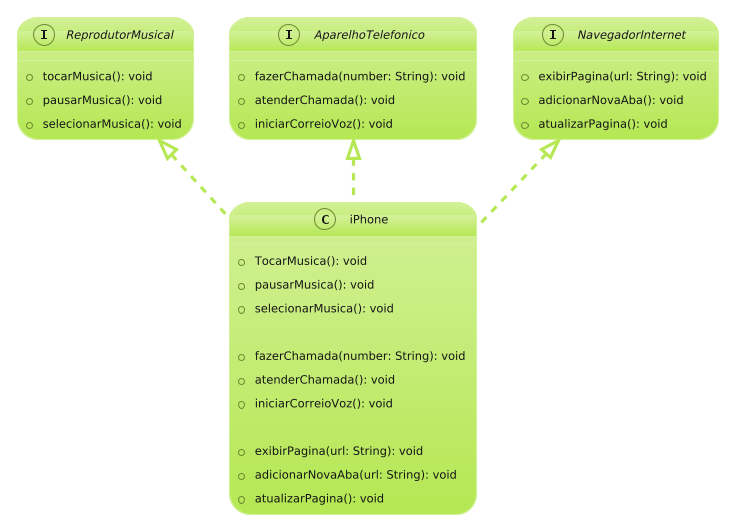 I ReprodutorMusical
tocarMusica(): void
pausarMusica(): void
selecionarMusica(): void
I AparelhoTelefonico
fazerChamada(number: String): void
atenderChamada(): void
iniciarCorreioVoz(): void
I NavegadorInternet
exibirPagina(url: String): void
adicionarNovaAba(): void
atualizarPagina(): void
C iPhone
TocarMusica(): void
pausarMusica(): void
selecionarMusica(): void
fazerChamada(number: String): void
atenderChamada(): void
iniciarCorreioVoz(): void
exibirPagina(url: String): void
adicionarNovaAba(url: String): void
atualizarPagina(): void